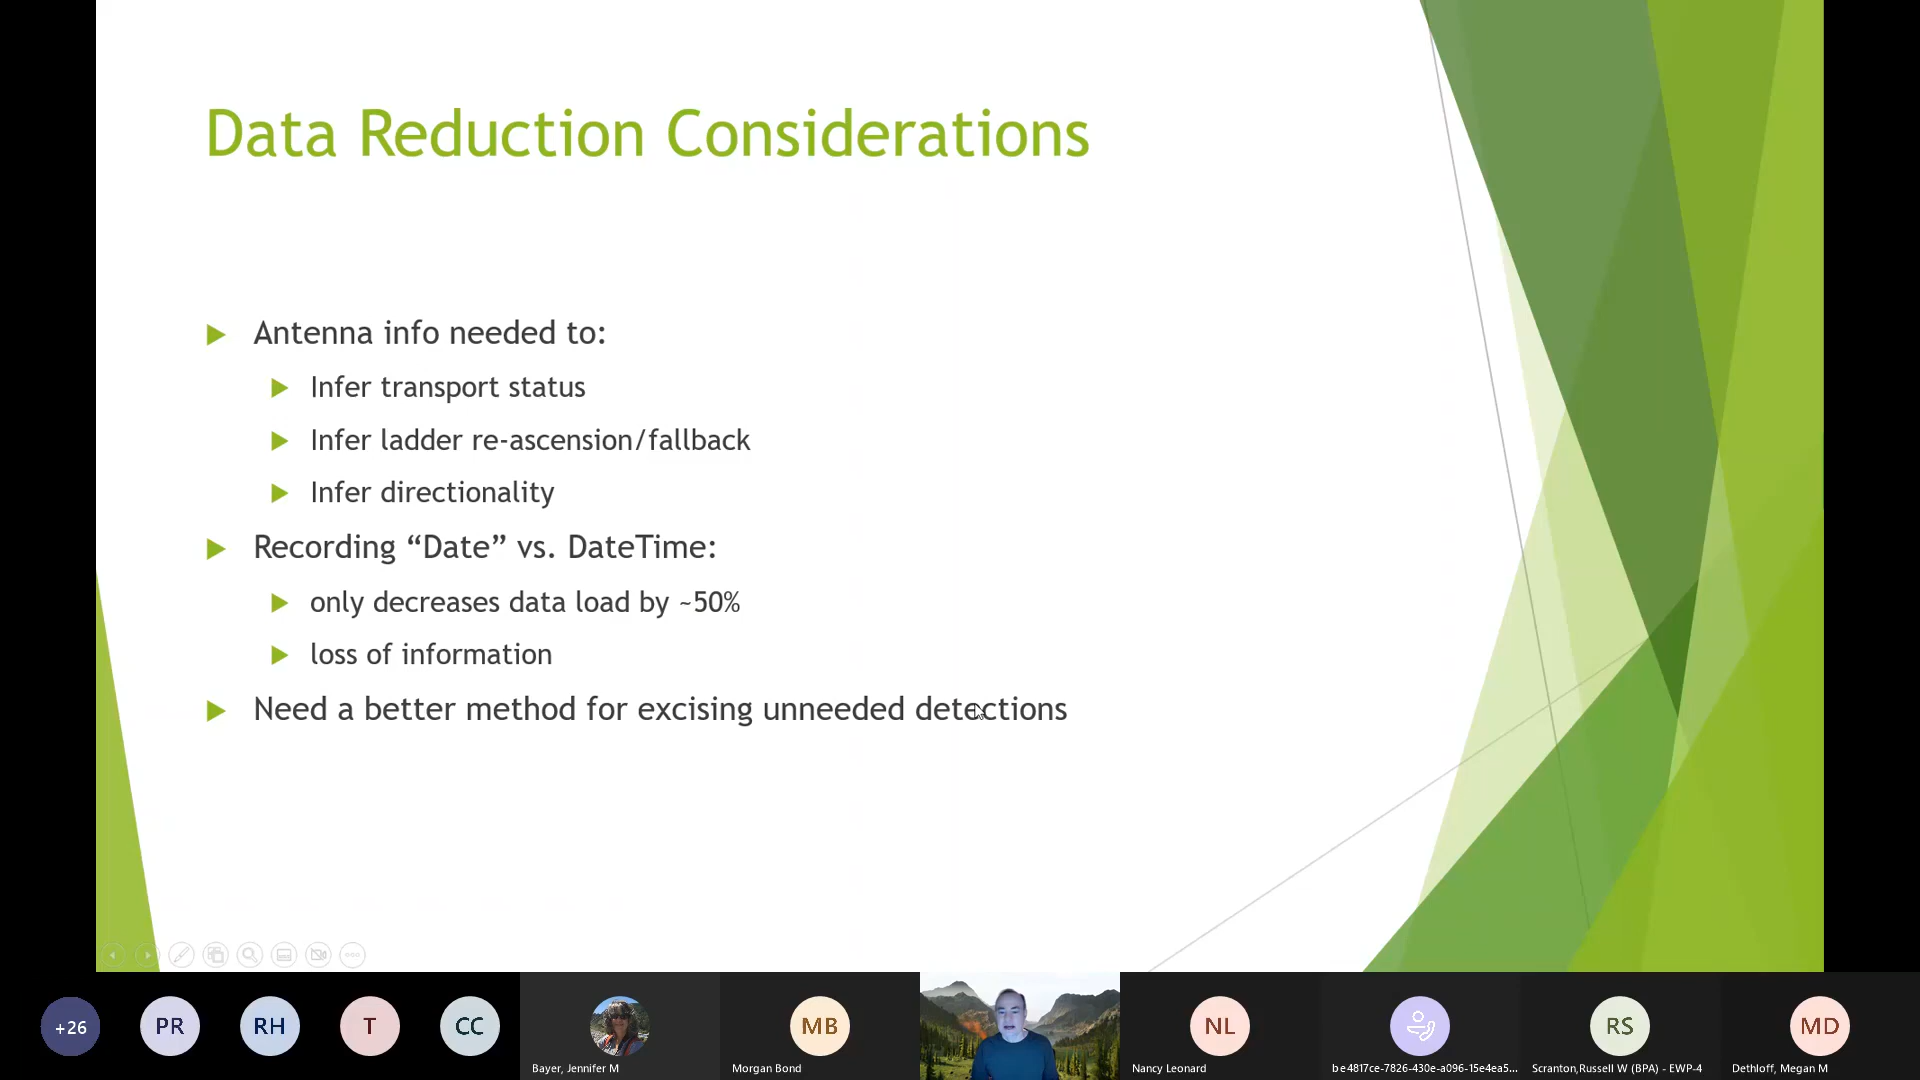 Data Reduction Considerations
Antenna info needed to:
Infer transport status
Infer ladder re-ascension/fallback
Infer directionality
Recording “Date” vs. DateTime:
only decreases data load by ~50%
loss of information
Need a better method for excising unneeded detections
+26
PR
RH
T
CC
MB
NL
RS
MD
Bayer, Jennifer M
Morgan Bond
Nancy Leonard
be4817ce-7826-430e-a096-15e4ea5...
Scranton,Russell W (BPA) - EWP-4
Dethloff, Megan M